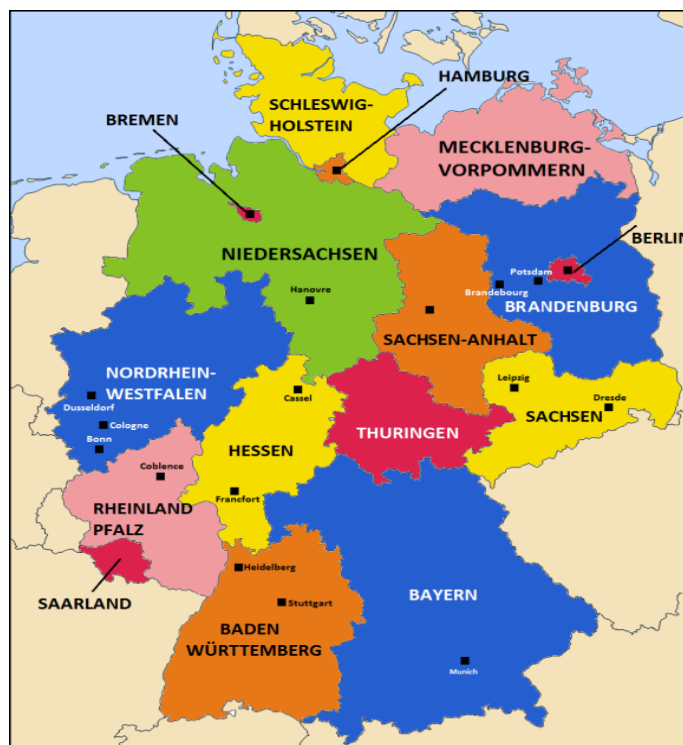 HAMBURG
SCHLESWIG-
HOLSTEIN
BREMEN
MECKLENBURG-
VORPOMMERN
BERLIN
NIEDERSACHSEN
Potsdam
Brandebourg
BRANDENBURG
Hanovre
SACHSEN-ANHALT
NORDRHEIN-
WESTFALEN
Cassel
Leipzig
Dresde
Dusseldorf
SACHSEN
Cologne
THURINGEN
Bonn
HESSEN
Coblence
Francfort
RHEINLAND
PFALZ
Heidelberg
SAARLAND
BAYERN
Stuttgart
BADEN
WÜRTTEMBERG
Munich